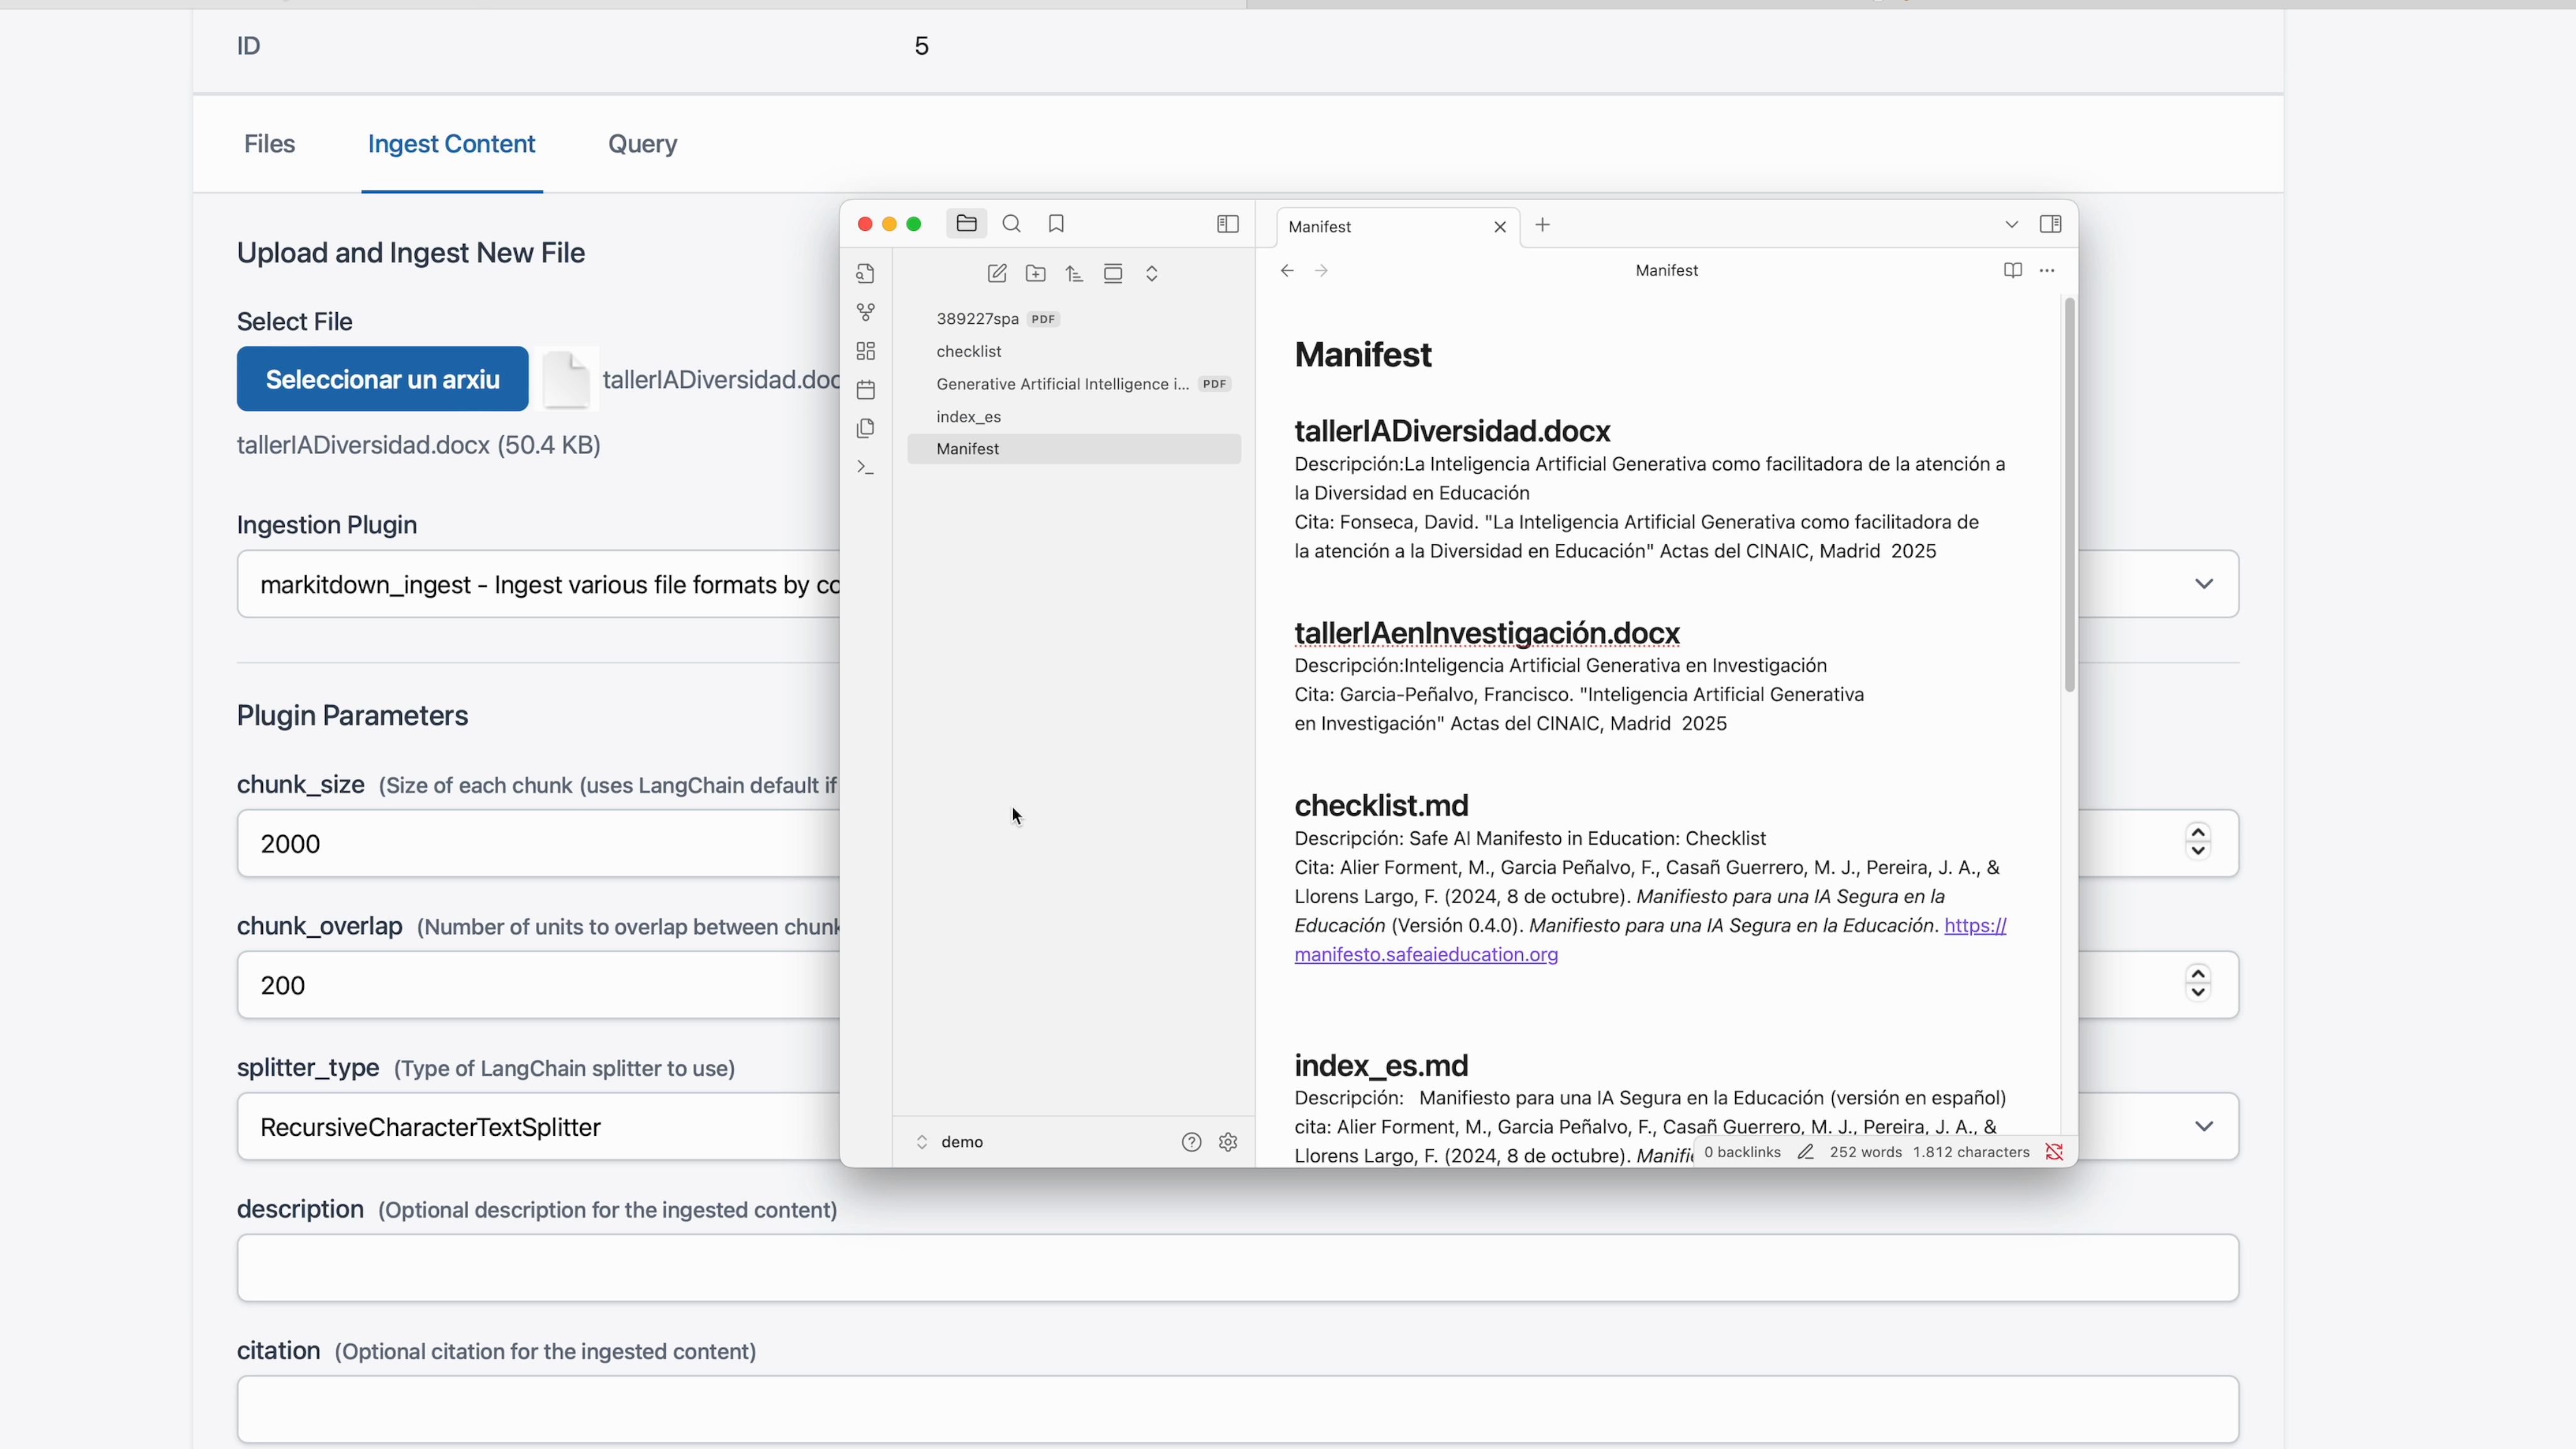 ID
5
Files
Ingest Content
Query
Upload and Ingest New File
Select File
Seleccionar un arxiu
tallerIADiversidad.doc
tallerIADiversidad.docx (50.4 KB)
Ingestion Plugin
markitdown_ingest - Ingest various file formats by co
Plugin Parameters
chunk_size (Size of each chunk (uses LangChain default if
2000
chunk_overlap (Number of units to overlap between chunk
200
splitter_type (Type of LangChain splitter to use)
RecursiveCharacterTextSplitter
description (Optional description for the ingested content)
citation (Optional citation for the ingested content)
389227spa PDF
checklist
Generative Artificial Intelligence i... PDF
index_es
Manifest
demo
Manifest
Manifest
Manifest
tallerIADiversidad.docx
Descripción:La Inteligencia Artificial Generativa como facilitadora de la atención a
la Diversidad en Educación
Cita: Fonseca, David. "La Inteligencia Artificial Generativa como facilitadora de
la atención a la Diversidad en Educación" Actas del CINAIC, Madrid 2025
tallerIAenInvestigación.docx
Descripción:Inteligencia Artificial Generativa en Investigación
Cita: Garcia-Peñalvo, Francisco. "Inteligencia Artificial Generativa
en Investigación" Actas del CINAIC, Madrid 2025
checklist.md
Descripción: Safe AI Manifesto in Education: Checklist
Cita: Alier Forment, M., Garcia Peñalvo, F., Casañ Guerrero, M. J., Pereira, J. A., &
Llorens Largo, F. (2024, 8 de octubre). Manifiesto para una IA Segura en la
Educación (Versión 0.4.0). Manifiesto para una IA Segura en la Educación. https://
manifesto.safeaieducation.org
index_es.md
Descripción: Manifiesto para una IA Segura en la Educación (versión en español)
cita: Alier Forment, M., Garcia Peñalvo, F., Casañ Guerrero, M. J., Pereira, J. A., &
Llorens Largo, F. (2024, 8 de octubre). Manifi
0 backlinks 252 words 1.812 characters